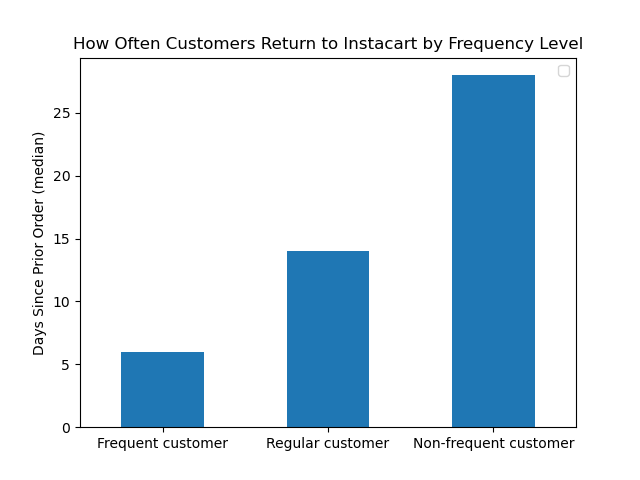 How Often Customers Return to Instacart by Frequency Level
Days Since Prior Order (median)
25
20
15
10
5
0
Frequent customer
Regular customer
Non-frequent customer